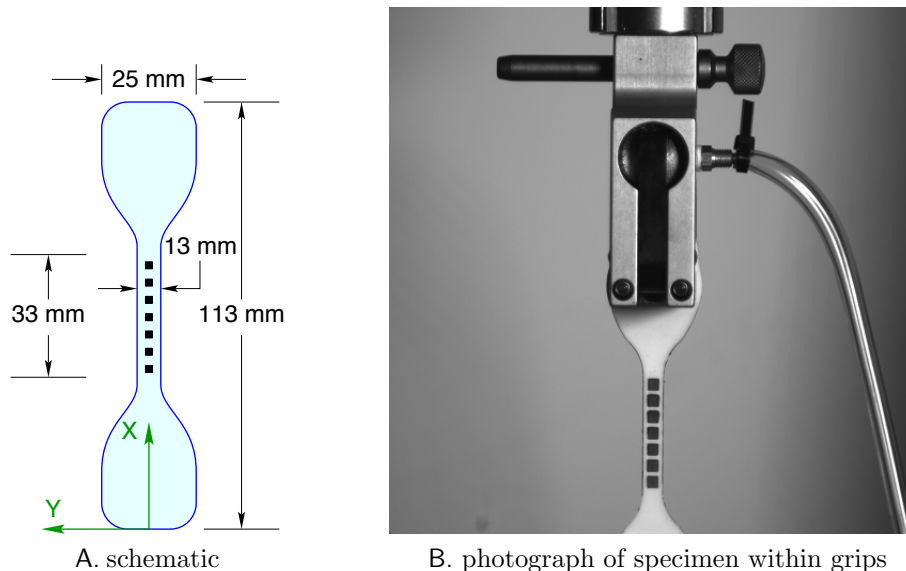 25 mm
13 mm
33 mm
113 mm
X
Y
A. schematic
B. photograph of specimen within grips